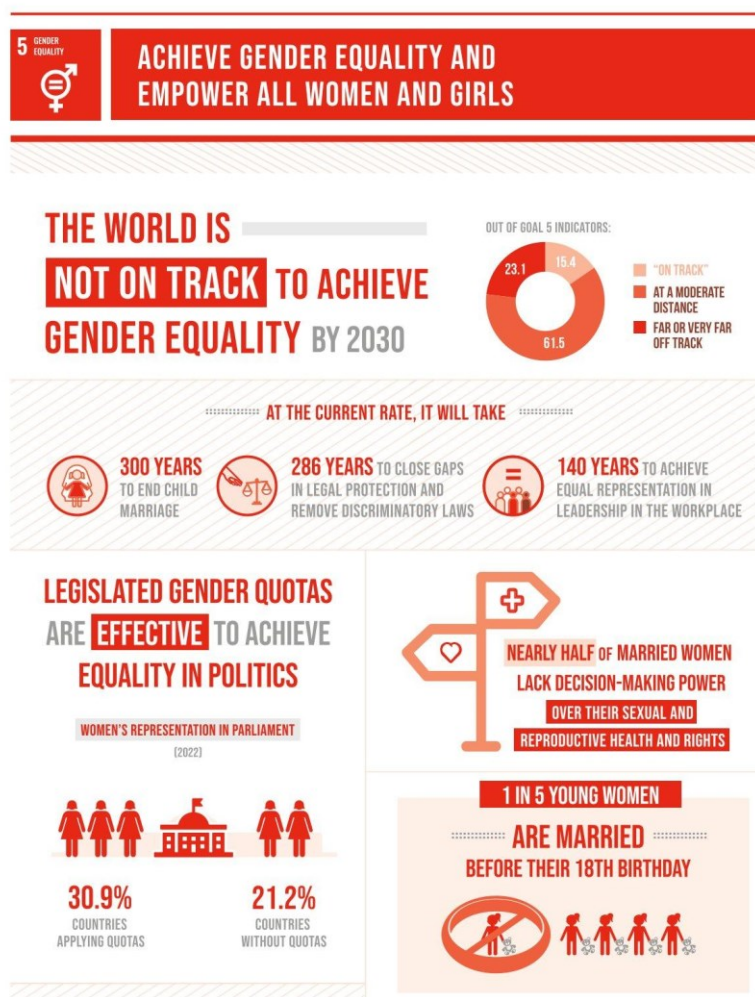 5 GENDER
EQUALITY
ACHIEVE GENDER EQUALITY AND
EMPOWER ALL WOMEN AND GIRLS
THE WORLD IS
NOT ON TRACK TO ACHIEVE
GENDER EQUALITY BY 2030
OUT OF GOAL 5 INDICATORS:
23.1
15.4
61.5
"ON TRACK"
AT A MODERATE
DISTANCE
FAR OR VERY FAR
OFF TRACK
AT THE CURRENT RATE, IT WILL TAKE
300 YEARS
TO END CHILD
MARRIAGE
286 YEARS TO CLOSE GAPS
IN LEGAL PROTECTION AND
REMOVE DISCRIMINATORY LAWS
140 YEARS TO ACHIEVE
EQUAL REPRESENTATION IN
LEADERSHIP IN THE WORKPLACE
LEGISLATED GENDER QUOTAS
ARE EFFECTIVE TO ACHIEVE
EQUALITY IN POLITICS
WOMEN'S REPRESENTATION IN PARLIAMENT
(2022)
30.9%
COUNTRIES
APPLYING QUOTAS
21.2%
COUNTRIES
WITHOUT QUOTAS
NEARLY HALF OF MARRIED WOMEN
LACK DECISION-MAKING POWER
OVER THEIR SEXUAL AND
REPRODUCTIVE HEALTH AND RIGHTS
1 IN 5 YOUNG WOMEN
ARE MARRIED
BEFORE THEIR 18TH BIRTHDAY